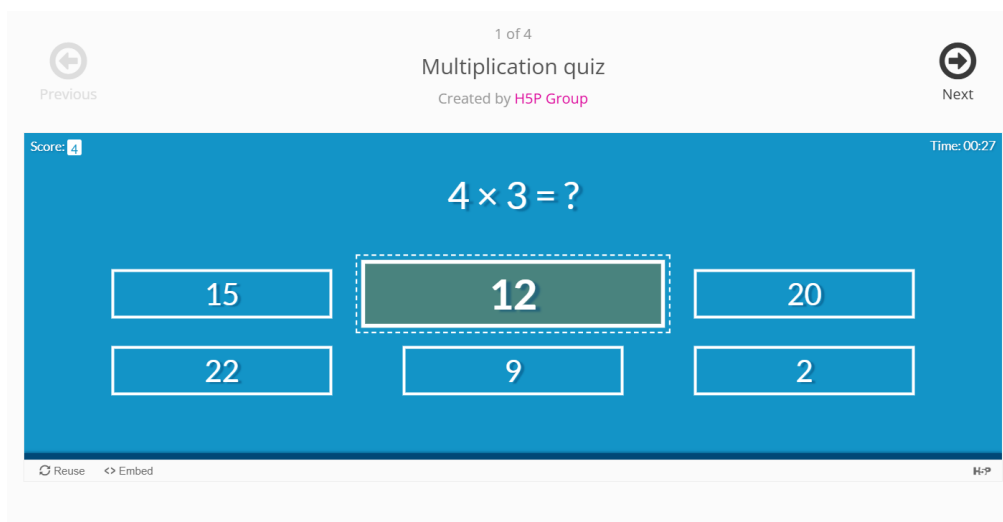 1 of 4
Multiplication quiz
Previous
Created by H5P Group
Next
Score: 4
Time: 00:27
4 × 3 = ?
15
12
20
22
9
2
Reuse
<> Embed
H-P